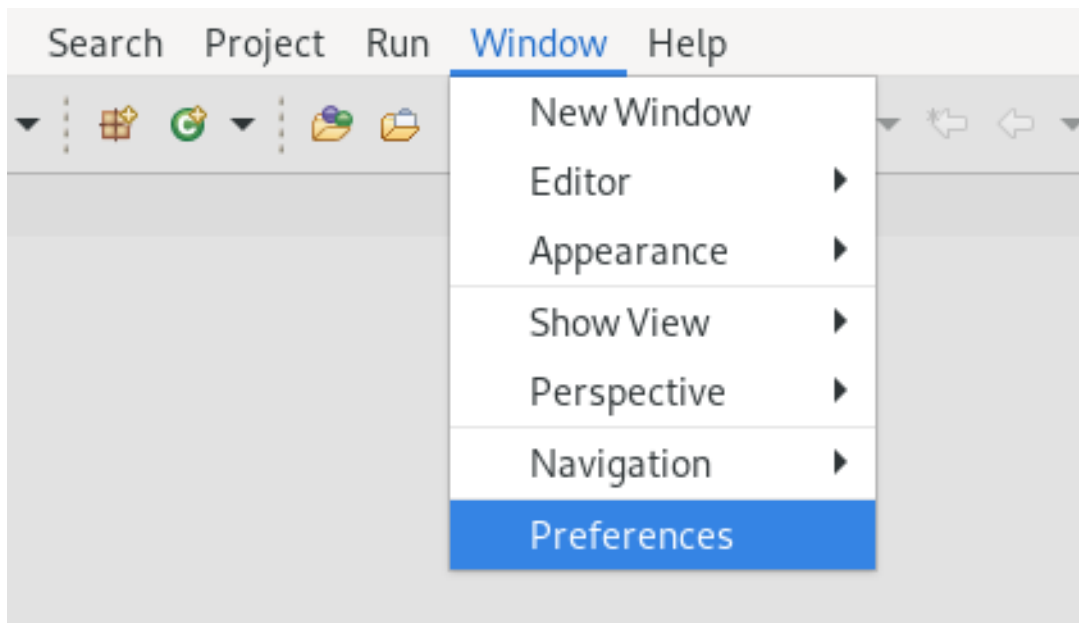 Search Project Run Window Help
New Window
Editor
Appearance
Show View
Perspective
Navigation
Preferences